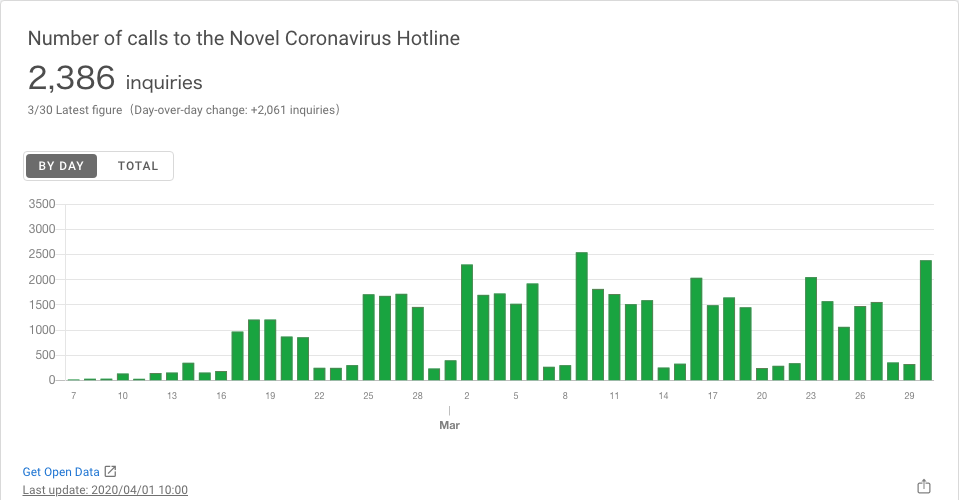 Number of calls to the Novel Coronavirus Hotline
2,386 inquiries
3/30 Latest figure（Day-over-day change: +2,061 inquiries）
BY DAY TOTAL
3500
3000
2500
2000
1500
1000
500
0
7 10 13 16 19 22 25 28 2 5 8 11 14 17 20 23 26 29
Mar
Get Open Data
Last update: 2020/04/01 10:00